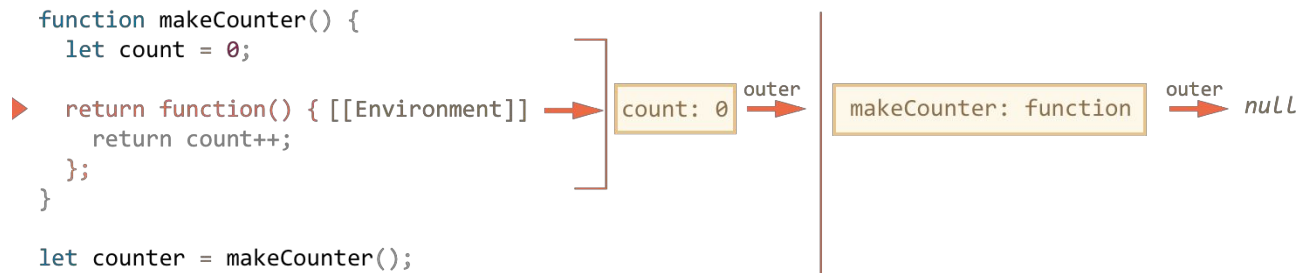 function makeCounter() {
let count = 0;
return function() { [[Environment]]
return count++;
};
}
let counter = makeCounter();
count: 0
outer
makeCounter: function
outer
null